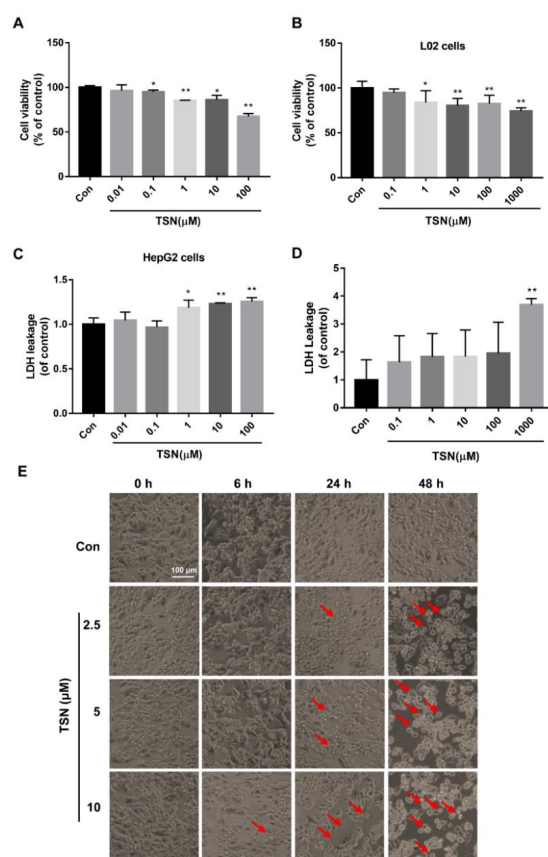 A
Cell viability
(% of control)
150
100
50
0
* ** * **
Con 0.01 0.1 1 10 100
TSN(μM)
B
L02 cells
Cell viability
(% of control)
150
100
50
0
* ** ** **
Con 0.1 1 10 100 1000
TSN(μM)
C
HepG2 cells
LDH leakage
(of control)
1.5
1.0
0.5
0.0
* ** **
Con 0.01 0.1 1 10 100
TSN(μM)
D
LDH Leakage
(of control)
5
4
3
2
1
0
**
Con 0.1 1 10 100 1000
TSN(μM)
E
0 h 6 h 24 h 48 h
Con
100 μm
TSN (μM)
2.5
5
10